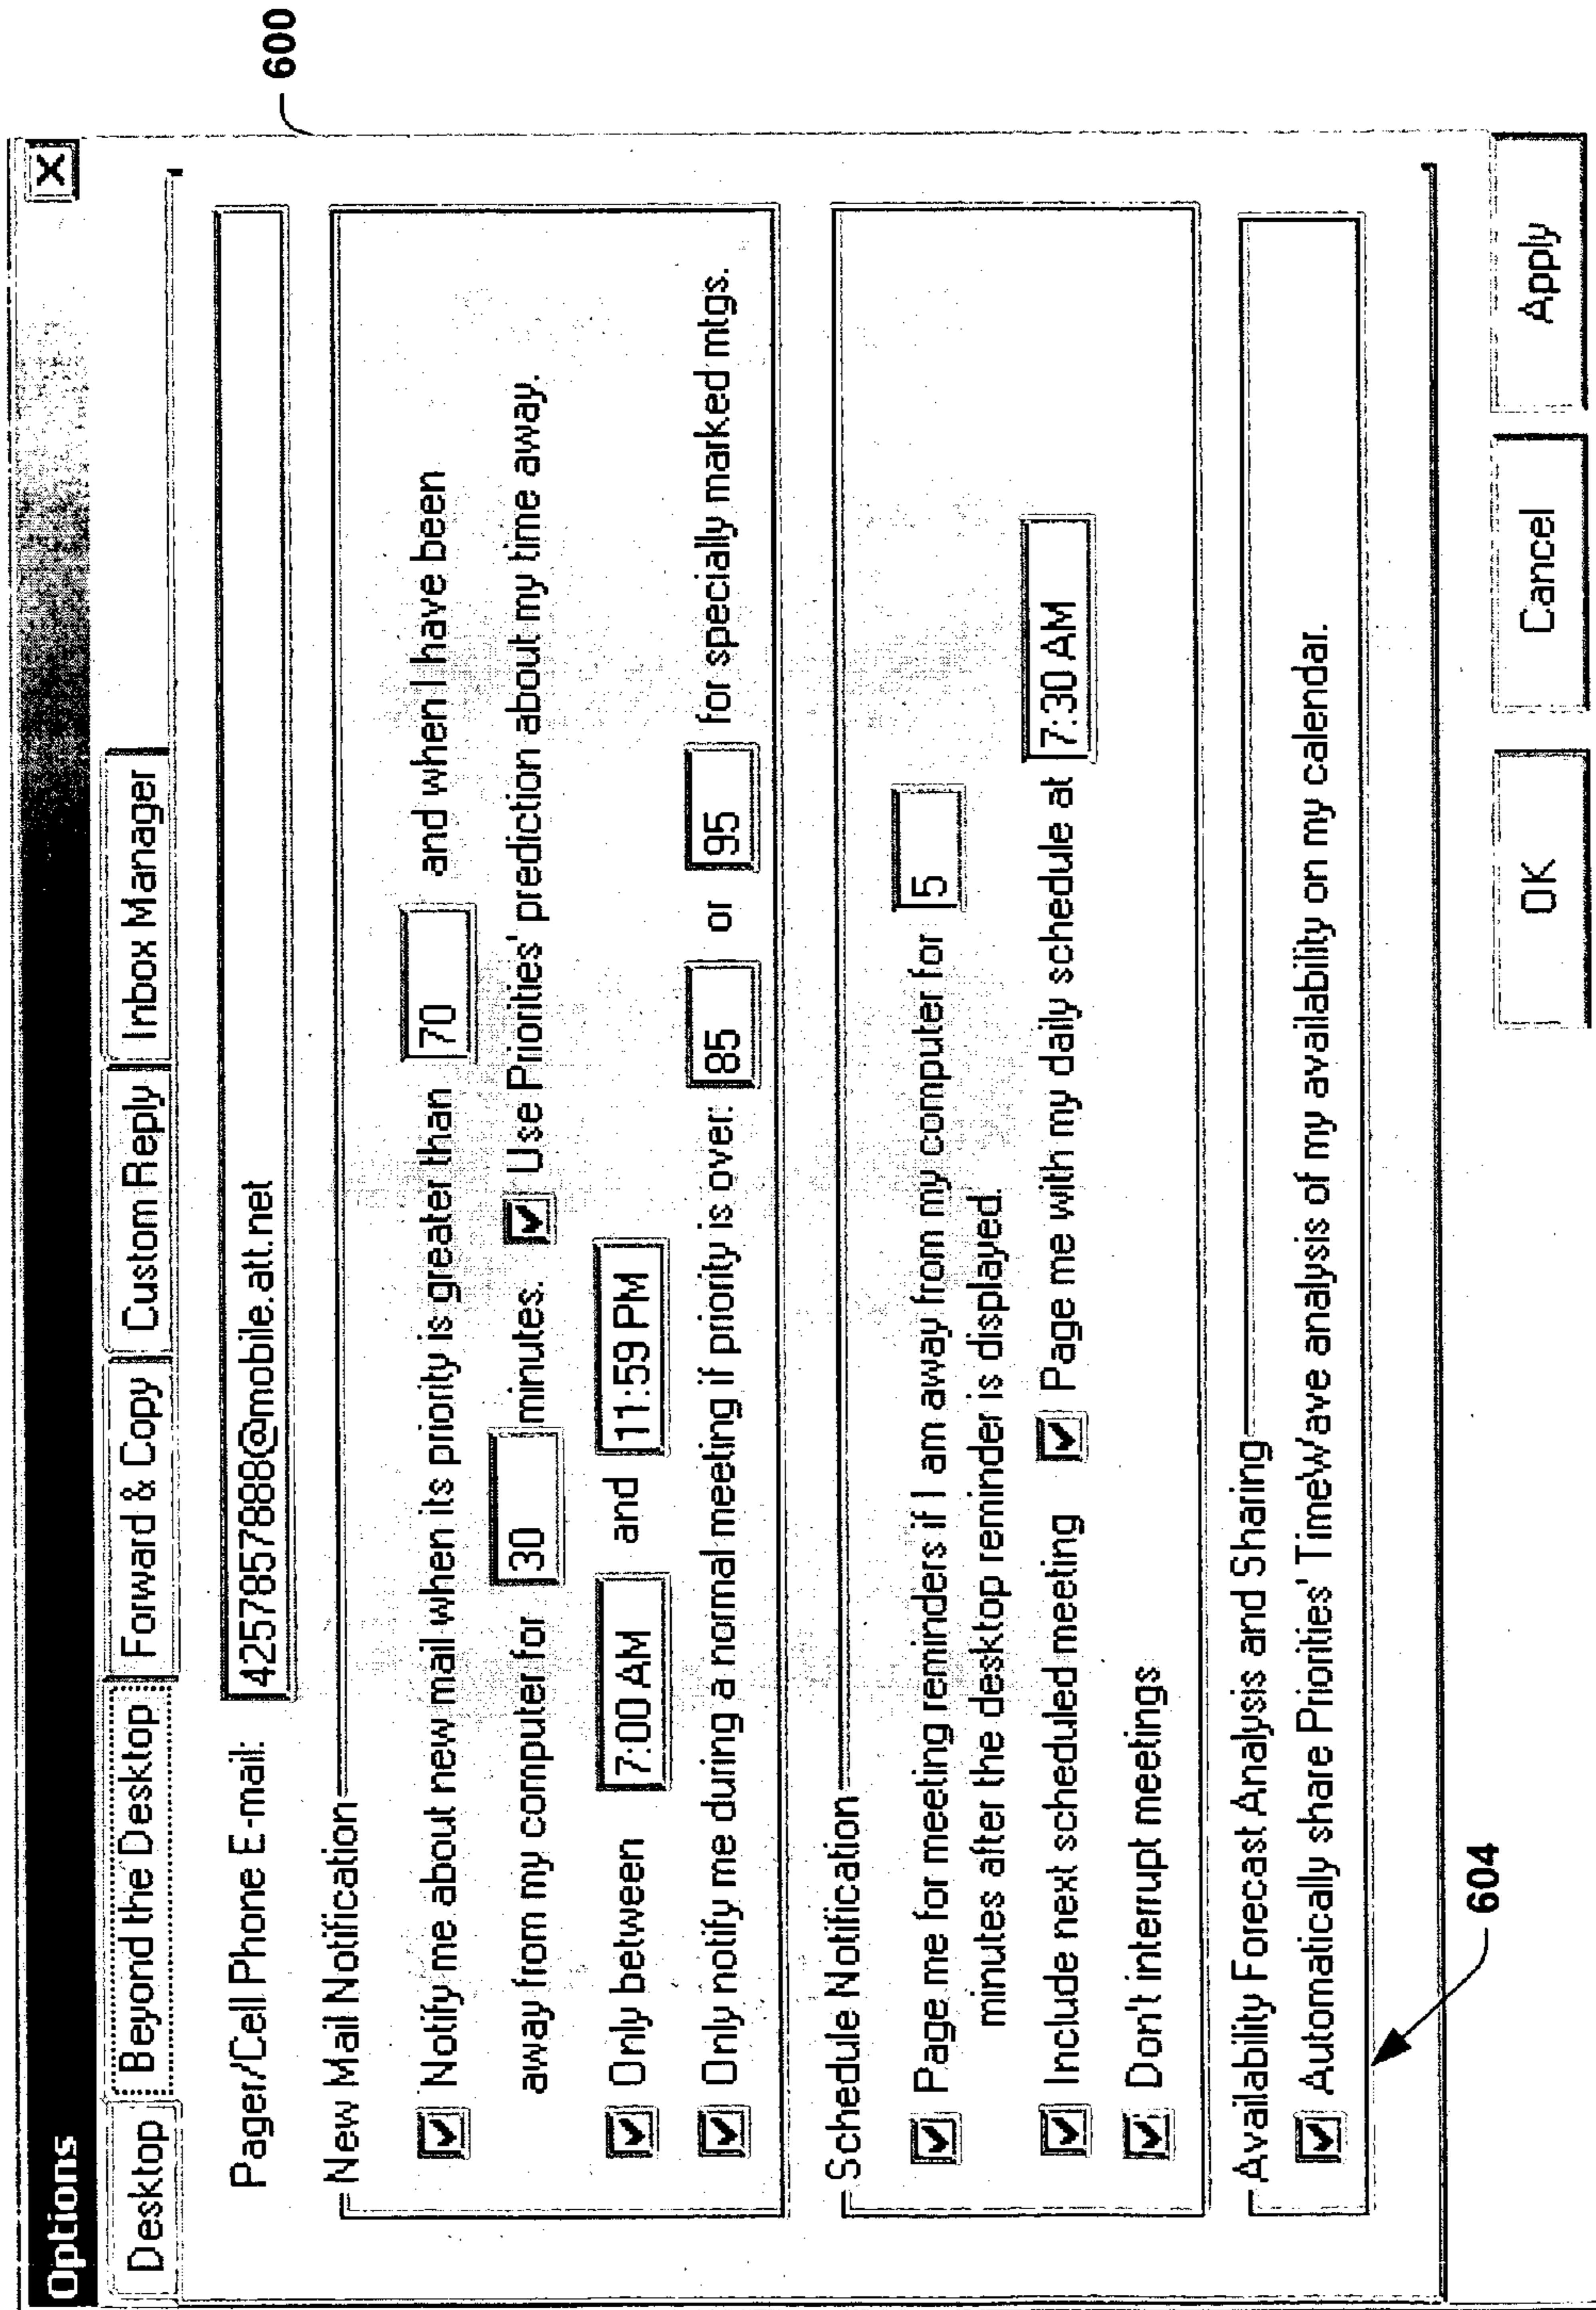 Options
Desktop Beyond the Desktop Forward & Copy Custom Reply Inbox Manager
Pager/Cell Phone E-mail: 4257857888@mobile.att.net
New Mail Notification
Notify me about new mail when its priority is greater than 70 and when I have been
away from my computer for 30 minutes. Use Priorities' prediction about my time away.
Only between 7:00 AM and 11:59 PM
Only notify me during a normal meeting if priority is over: 85 or 95 for specially marked mtgs.
Schedule Notification
Page me for meeting reminders if I am away from my computer for 5
minutes after the desktop reminder is displayed.
Include next scheduled meeting Page me with my daily schedule at 7:30 AM
Don't interrupt meetings
Availability Forecast Analysis and Sharing
Automatically share Priorities' TimeWave analysis of my availability on my calendar.
OK Cancel Apply
600
604